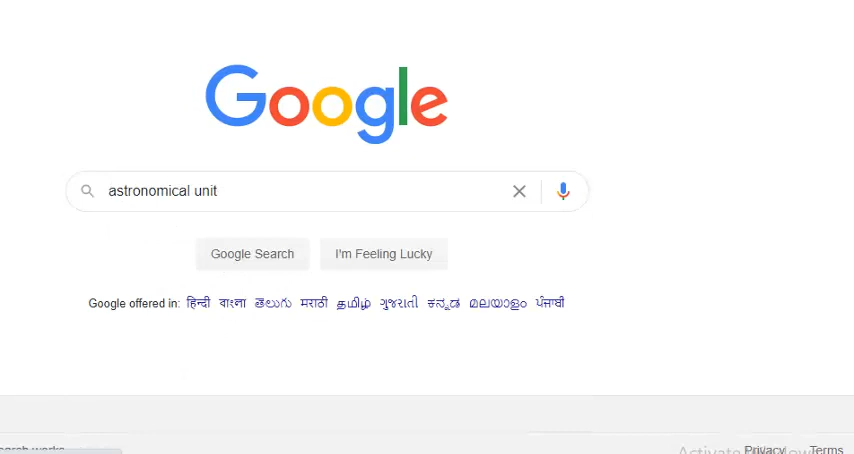 Google
astronomical unit
Google Search I'm Feeling Lucky
Google offered in: हिन्दी বাংলা తెలుగు मराठी தமிழ் ગુજરાતી ಕನ್ನಡ മലയാളം ਪੰਜਾਬੀ
Privacy Terms